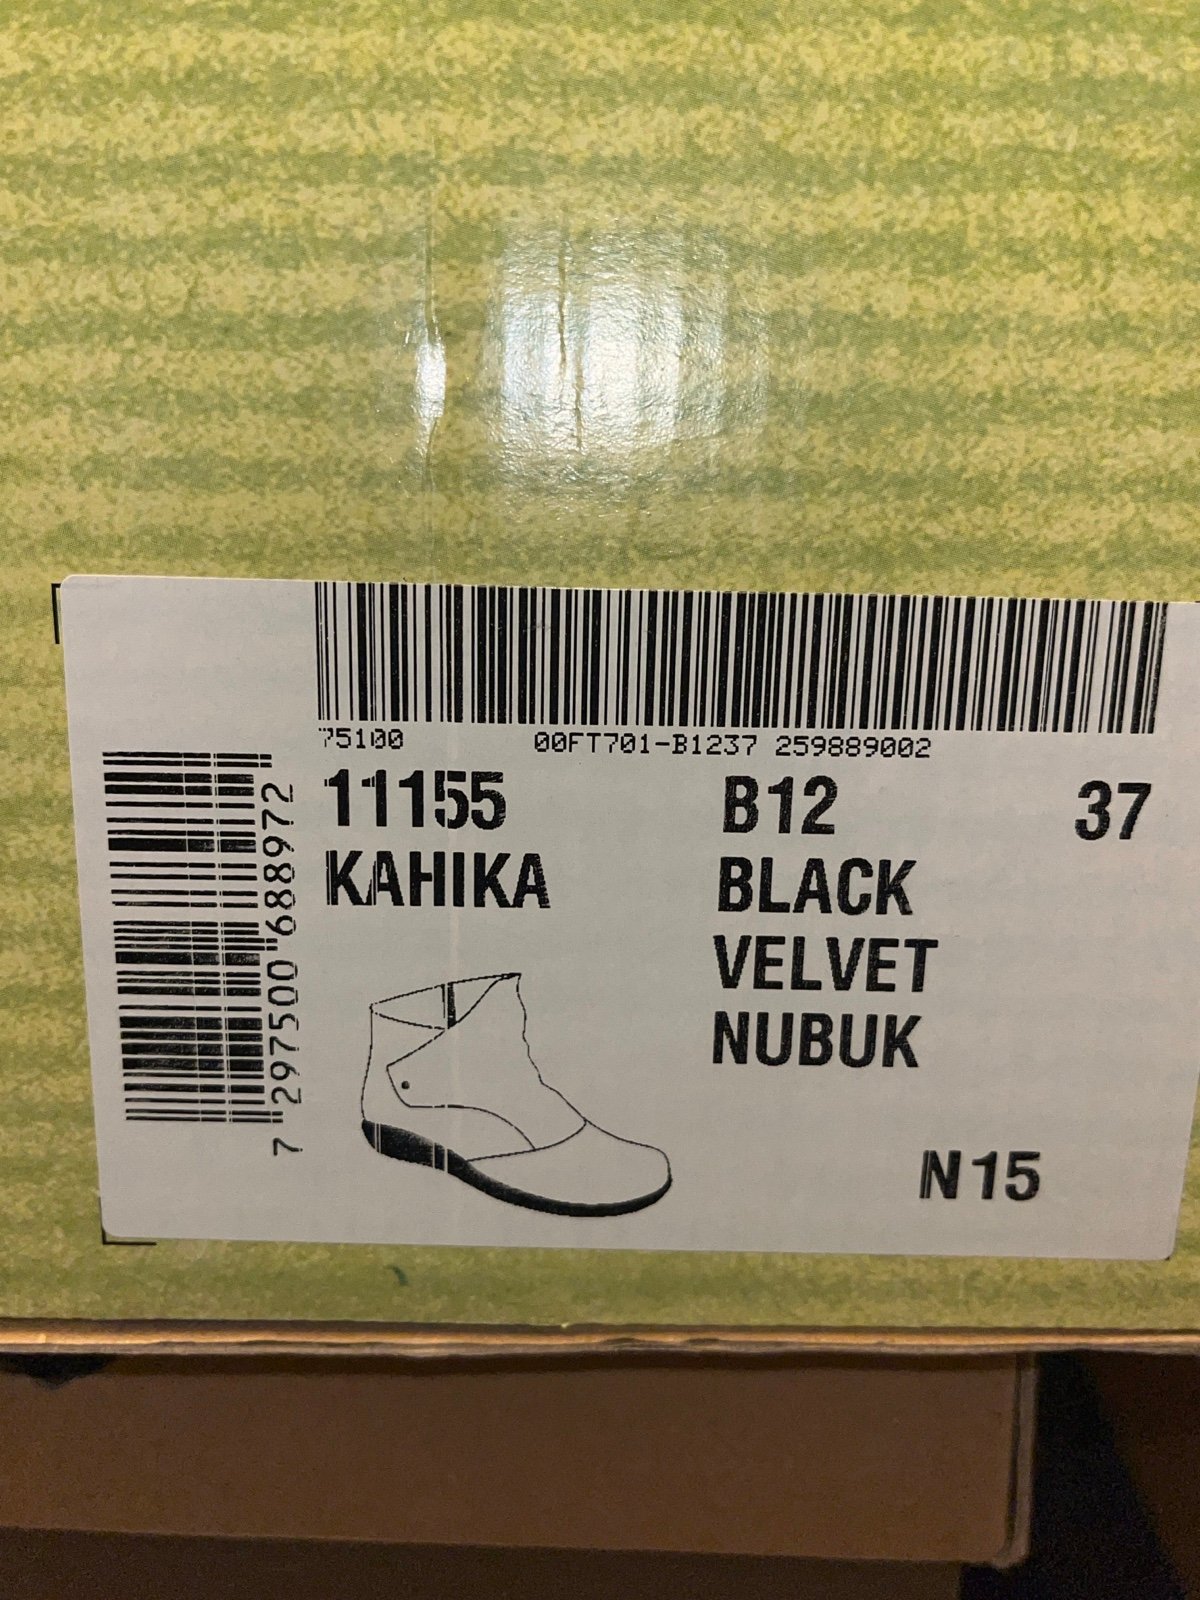 75100 00FT701-B1237 259889002
11155 B12 37
KAHIKA BLACK
VELVET
NUBUK
N15
7 297500 688972